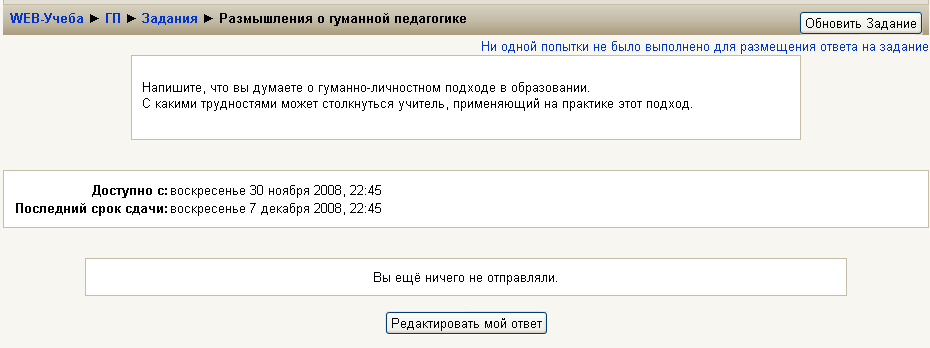 WEB-Учеба ► ГП ► Задания ► Размышления о гуманной педагогике
Обновить Задание
Ни одной попытки не было выполнено для размещения ответа на задание
Напишите, что вы думаете о гуманно-личностном подходе в образовании.
С какими трудностями может столкнуться учитель, применяющий на практике этот подход.
Доступно с: воскресенье 30 ноября 2008, 22:45
Последний срок сдачи: воскресенье 7 декабря 2008, 22:45
Вы ещё ничего не отправляли.
Редактировать мой ответ